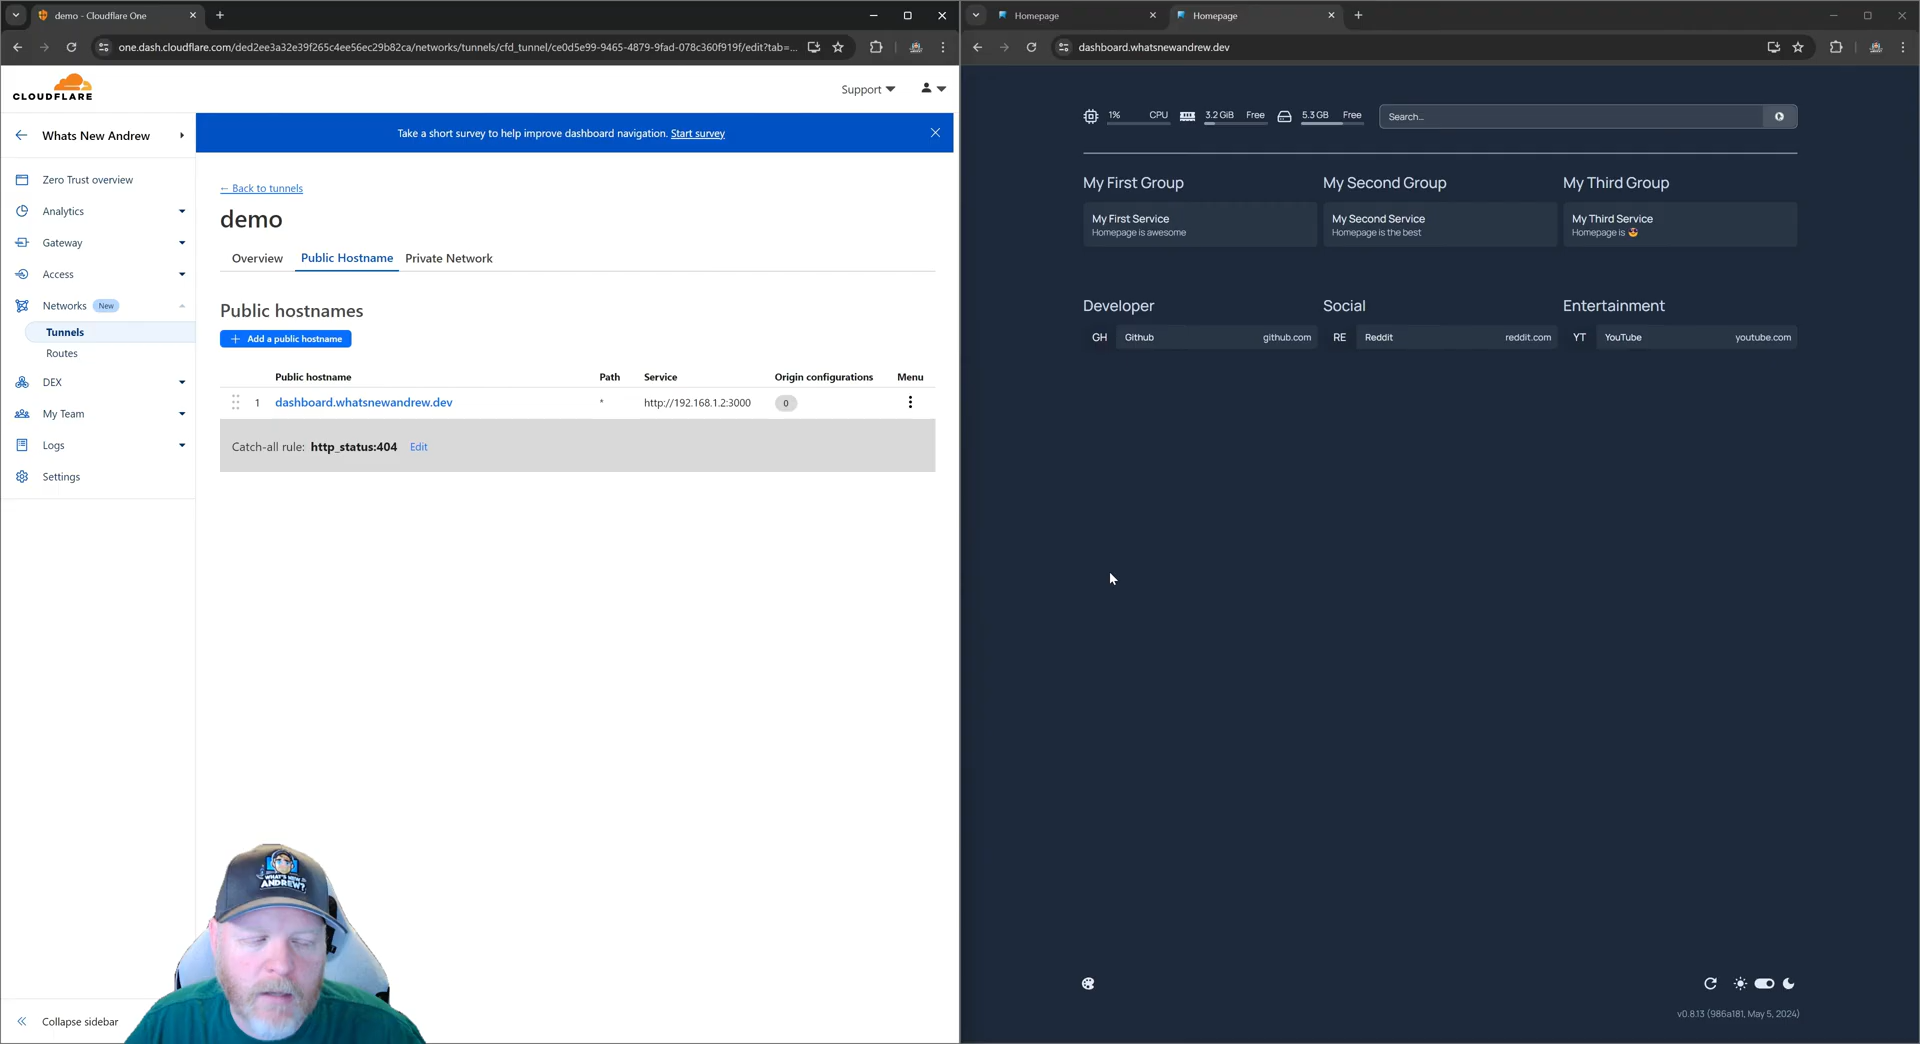 demo - Cloudflare One
one.dash.cloudflare.com/ded2ee3a32e39f265c4ee56ec29b82ca/networks/tunnels/cfd_tunnel/ce0d5e99-9465-4879-9fad-078c360f919f/edit?tab=...
CLOUDFLARE
Support
Whats New Andrew
Take a short survey to help improve dashboard navigation. Start survey
Zero Trust overview
Analytics
Gateway
Access
Networks New
Tunnels
Routes
DEX
My Team
Logs
Settings
Collapse sidebar
← Back to tunnels
demo
Overview Public Hostname Private Network
Public hostnames
+ Add a public hostname
Public hostname Path Service Origin configurations Menu
1 dashboard.whatsnewandrew.dev * http://192.168.1.2:3000 0
Catch-all rule: http_status:404 Edit
WHAT'S NEW
ANDREW?
Homepage Homepage
dashboard.whatsnewandrew.dev
1% CPU 3.2 GiB Free 5.3 GB Free Search...
My First Group My Second Group My Third Group
My First Service My Second Service My Third Service
Homepage is awesome Homepage is the best Homepage is 😎
Developer Social Entertainment
GH Github github.com RE Reddit reddit.com YT YouTube youtube.com
v0.8.13 (986a181, May 5, 2024)